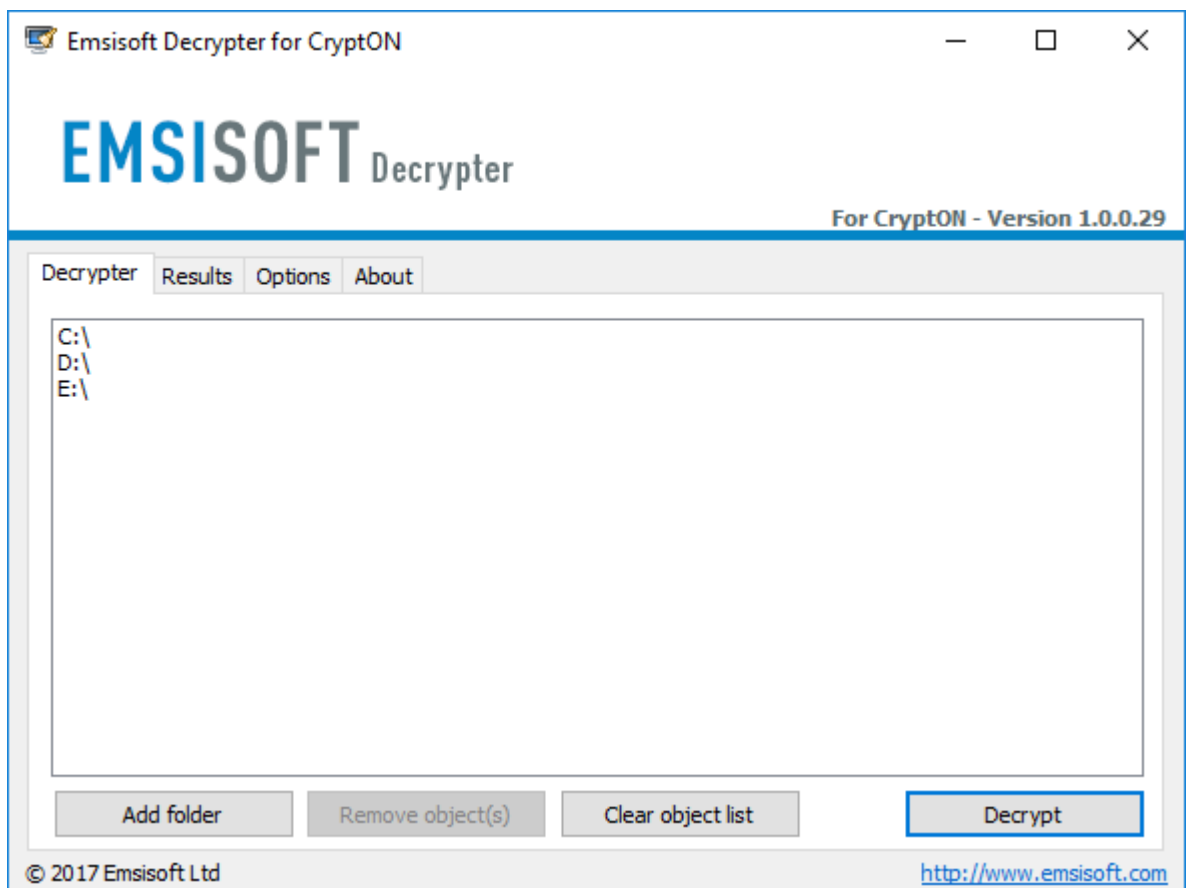 Emsisoft Decrypter for CryptON
EMSISOFT Decrypter
For CryptON - Version 1.0.0.29
Decrypter Results Options About
C:\
D:\
E:\
Add folder Remove object(s) Clear object list Decrypt
© 2017 Emsisoft Ltd http://www.emsisoft.com